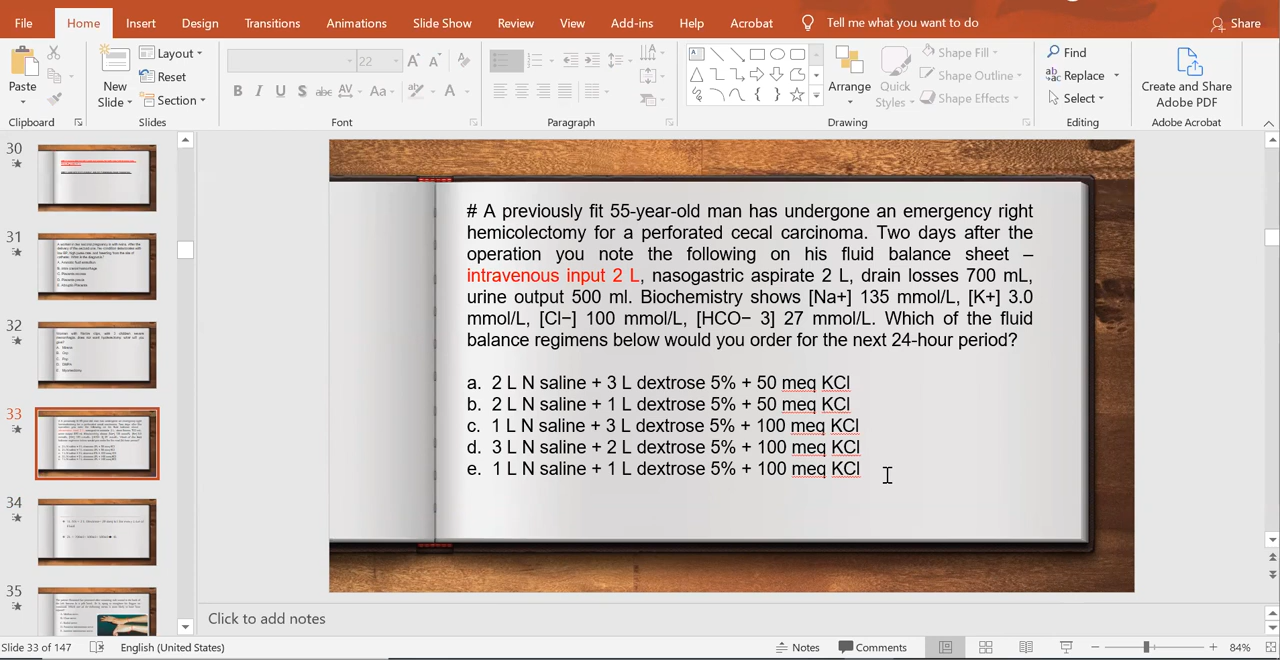 File Home Insert Design Transitions Animations Slide Show Review View Add-ins Help Acrobat Tell me what you want to do Share
Paste
New
Slide
Layout
Reset
Section
22
B I U S abc AV Aa
A
Arrange
Quick
Styles
Shape Fill
Shape Outline
Shape Effects
Find
Replace
Select
Create and Share
Adobe PDF
Clipboard Slides Font Paragraph Drawing Editing Adobe Acrobat
30
31
32
33
34
35
# A previously fit 55-year-old man has undergone an emergency right
hemicolectomy for a perforated cecal carcinoma. Two days after the
operation you note the following on his fluid balance sheet –
intravenous input 2 L, nasogastric aspirate 2 L, drain losses 700 mL,
urine output 500 ml. Biochemistry shows [Na+] 135 mmol/L, [K+] 3.0
mmol/L, [Cl−] 100 mmol/L, [HCO− 3] 27 mmol/L. Which of the fluid
balance regimens below would you order for the next 24-hour period?
a. 2 L N saline + 3 L dextrose 5% + 50 meq KCl
b. 2 L N saline + 1 L dextrose 5% + 50 meq KCl
c. 1 L N saline + 3 L dextrose 5% + 100 meq KCl
d. 3 L N saline + 2 L dextrose 5% + 100 meq KCl
e. 1 L N saline + 1 L dextrose 5% + 100 meq KCl
Click to add notes
Slide 33 of 147 English (United States) Notes Comments 84%